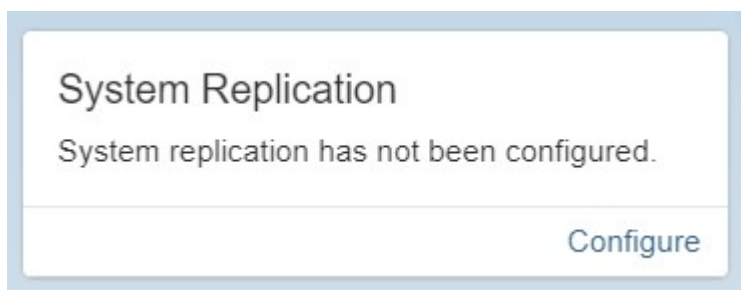 System Replication
System replication has not been configured.
Configure